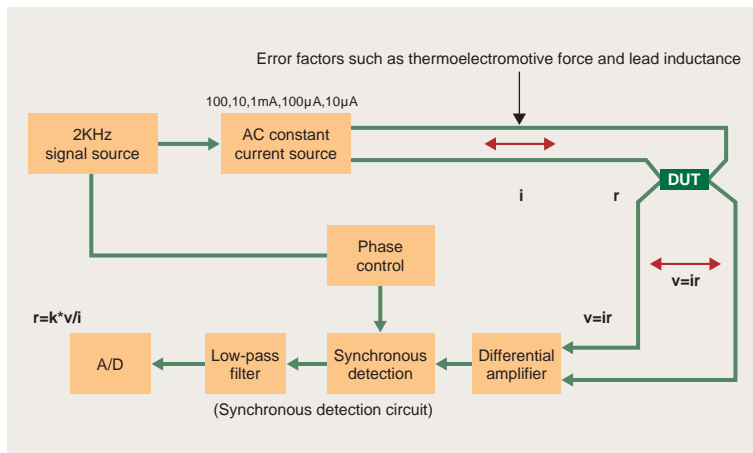 Error factors such as thermoelectromotive force and lead inductance
100,10,1mA,100µA,10µA
2KHz
signal source
AC constant
current source
DUT
i
r
Phase
control
v=ir
r=k*v/i
v=ir
A/D
Low-pass
filter
Synchronous
detection
Differential
amplifier
(Synchronous detection circuit)